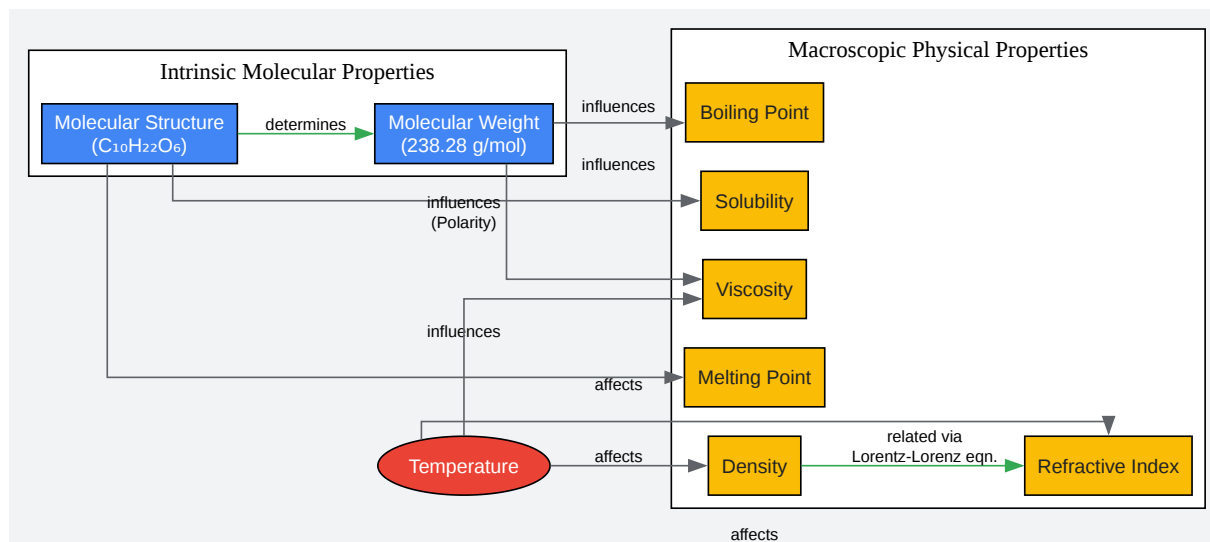 Macroscopic Physical Properties
Intrinsic Molecular Properties
Molecular Structure
(C₁₀H₂₂O₆)
determines
Molecular Weight
(238.28 g/mol)
influences
Boiling Point
influences
Solubility
influences
(Polarity)
Viscosity
influences
Melting Point
affects
Temperature
affects
Density
related via
Lorentz-Lorenz eqn.
Refractive Index
affects